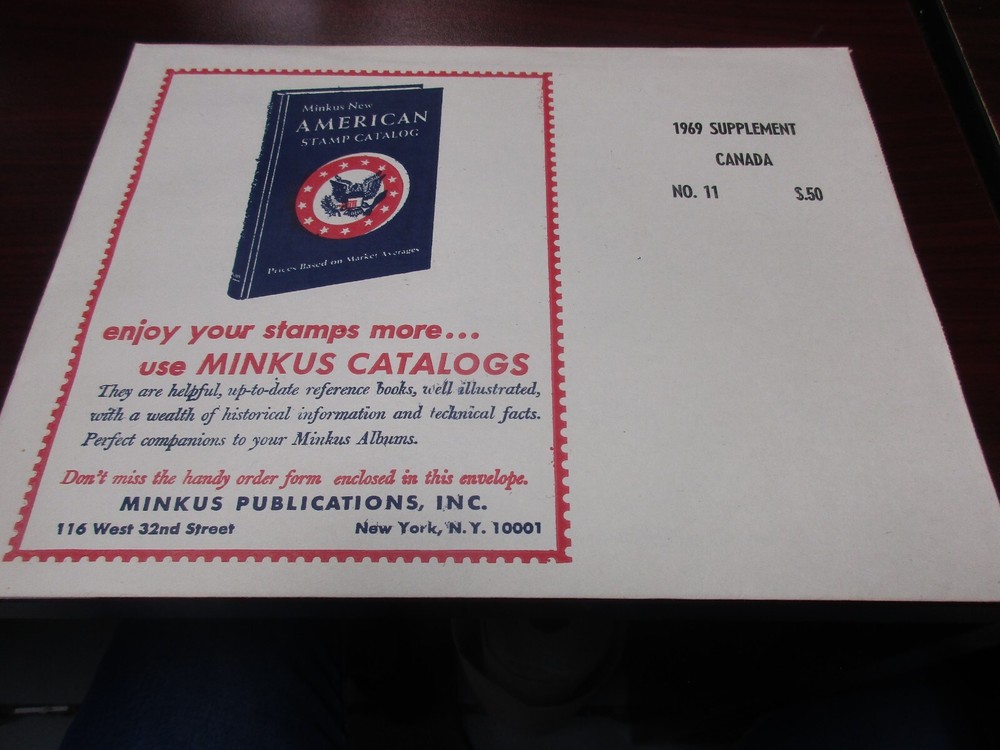 Minkus New
AMERICAN
STAMP CATALOG
Prices Based on Market Averages
enjoy your stamps more...
use MINKUS CATALOGS
They are helpful, up-to-date reference books, well illustrated,
with a wealth of historical information and technical facts.
Perfect companions to your Minkus Albums.
Don't miss the handy order form enclosed in this envelope.
MINKUS PUBLICATIONS, INC.
116 West 32nd Street New York, N.Y. 10001
1969 SUPPLEMENT
CANADA
NO. 11 $.50